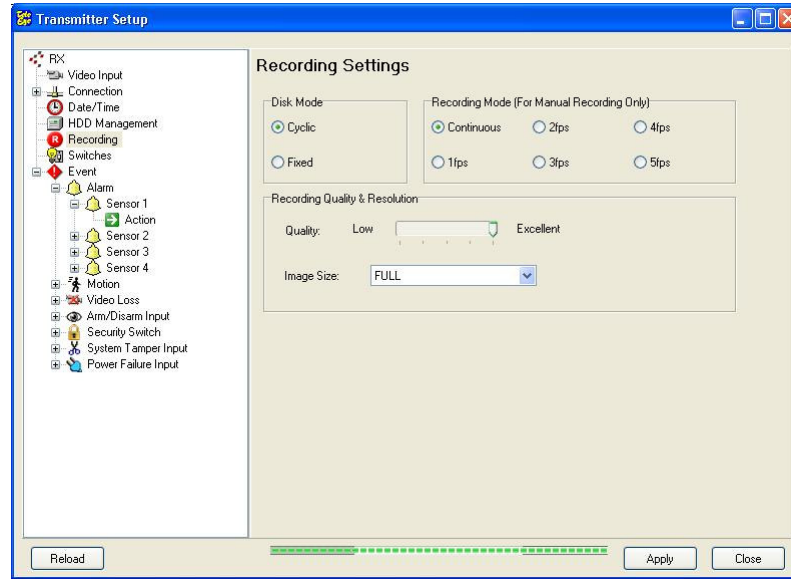 Transmitter Setup
RX
Video Input
Connection
Date/Time
HDD Management
Recording
Switches
Event
Alarm
Sensor 1
Action
Sensor 2
Sensor 3
Sensor 4
Motion
Video Loss
Arm/Disarm Input
Security Switch
System Tamper Input
Power Failure Input
Recording Settings
Disk Mode
Cyclic
Fixed
Recording Mode (For Manual Recording Only)
Continuous 2fps 4fps
1fps 3fps 5fps
Recording Quality & Resolution
Quality: Low Excellent
Image Size: FULL
Reload Apply Close